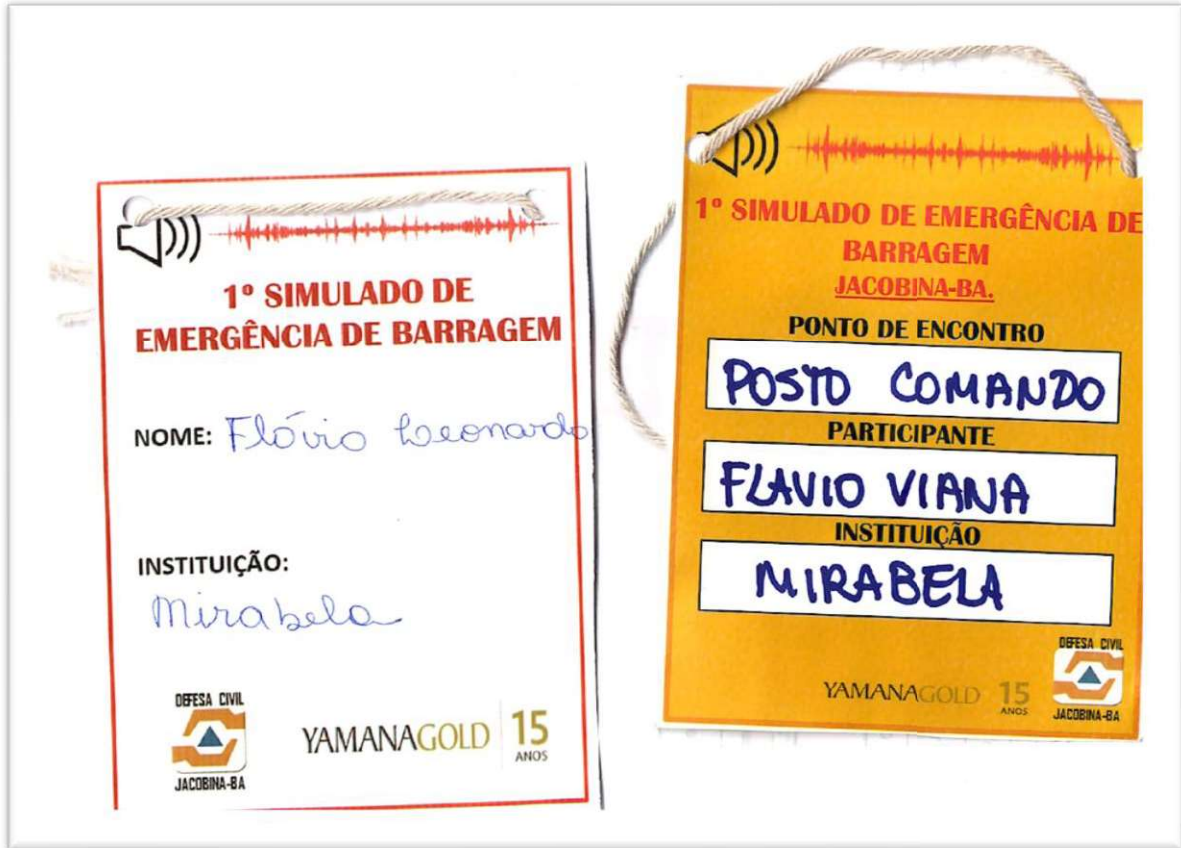 1º SIMULADO DE
EMERGÊNCIA DE BARRAGEM
NOME: Flávio Leonardo
INSTITUIÇÃO:
Mirabela
DEFESA CIVIL
JACOBINA-BA
YAMANAGOLD 15
ANOS
1º SIMULADO DE EMERGÊNCIA DE
BARRAGEM
JACOBINA-BA.
PONTO DE ENCONTRO
POSTO COMANDO
PARTICIPANTE
FLAVIO VIANA
INSTITUIÇÃO
MIRABELA
YAMANAGOLD 15
ANOS
DEFESA CIVIL
JACOBINA-BA